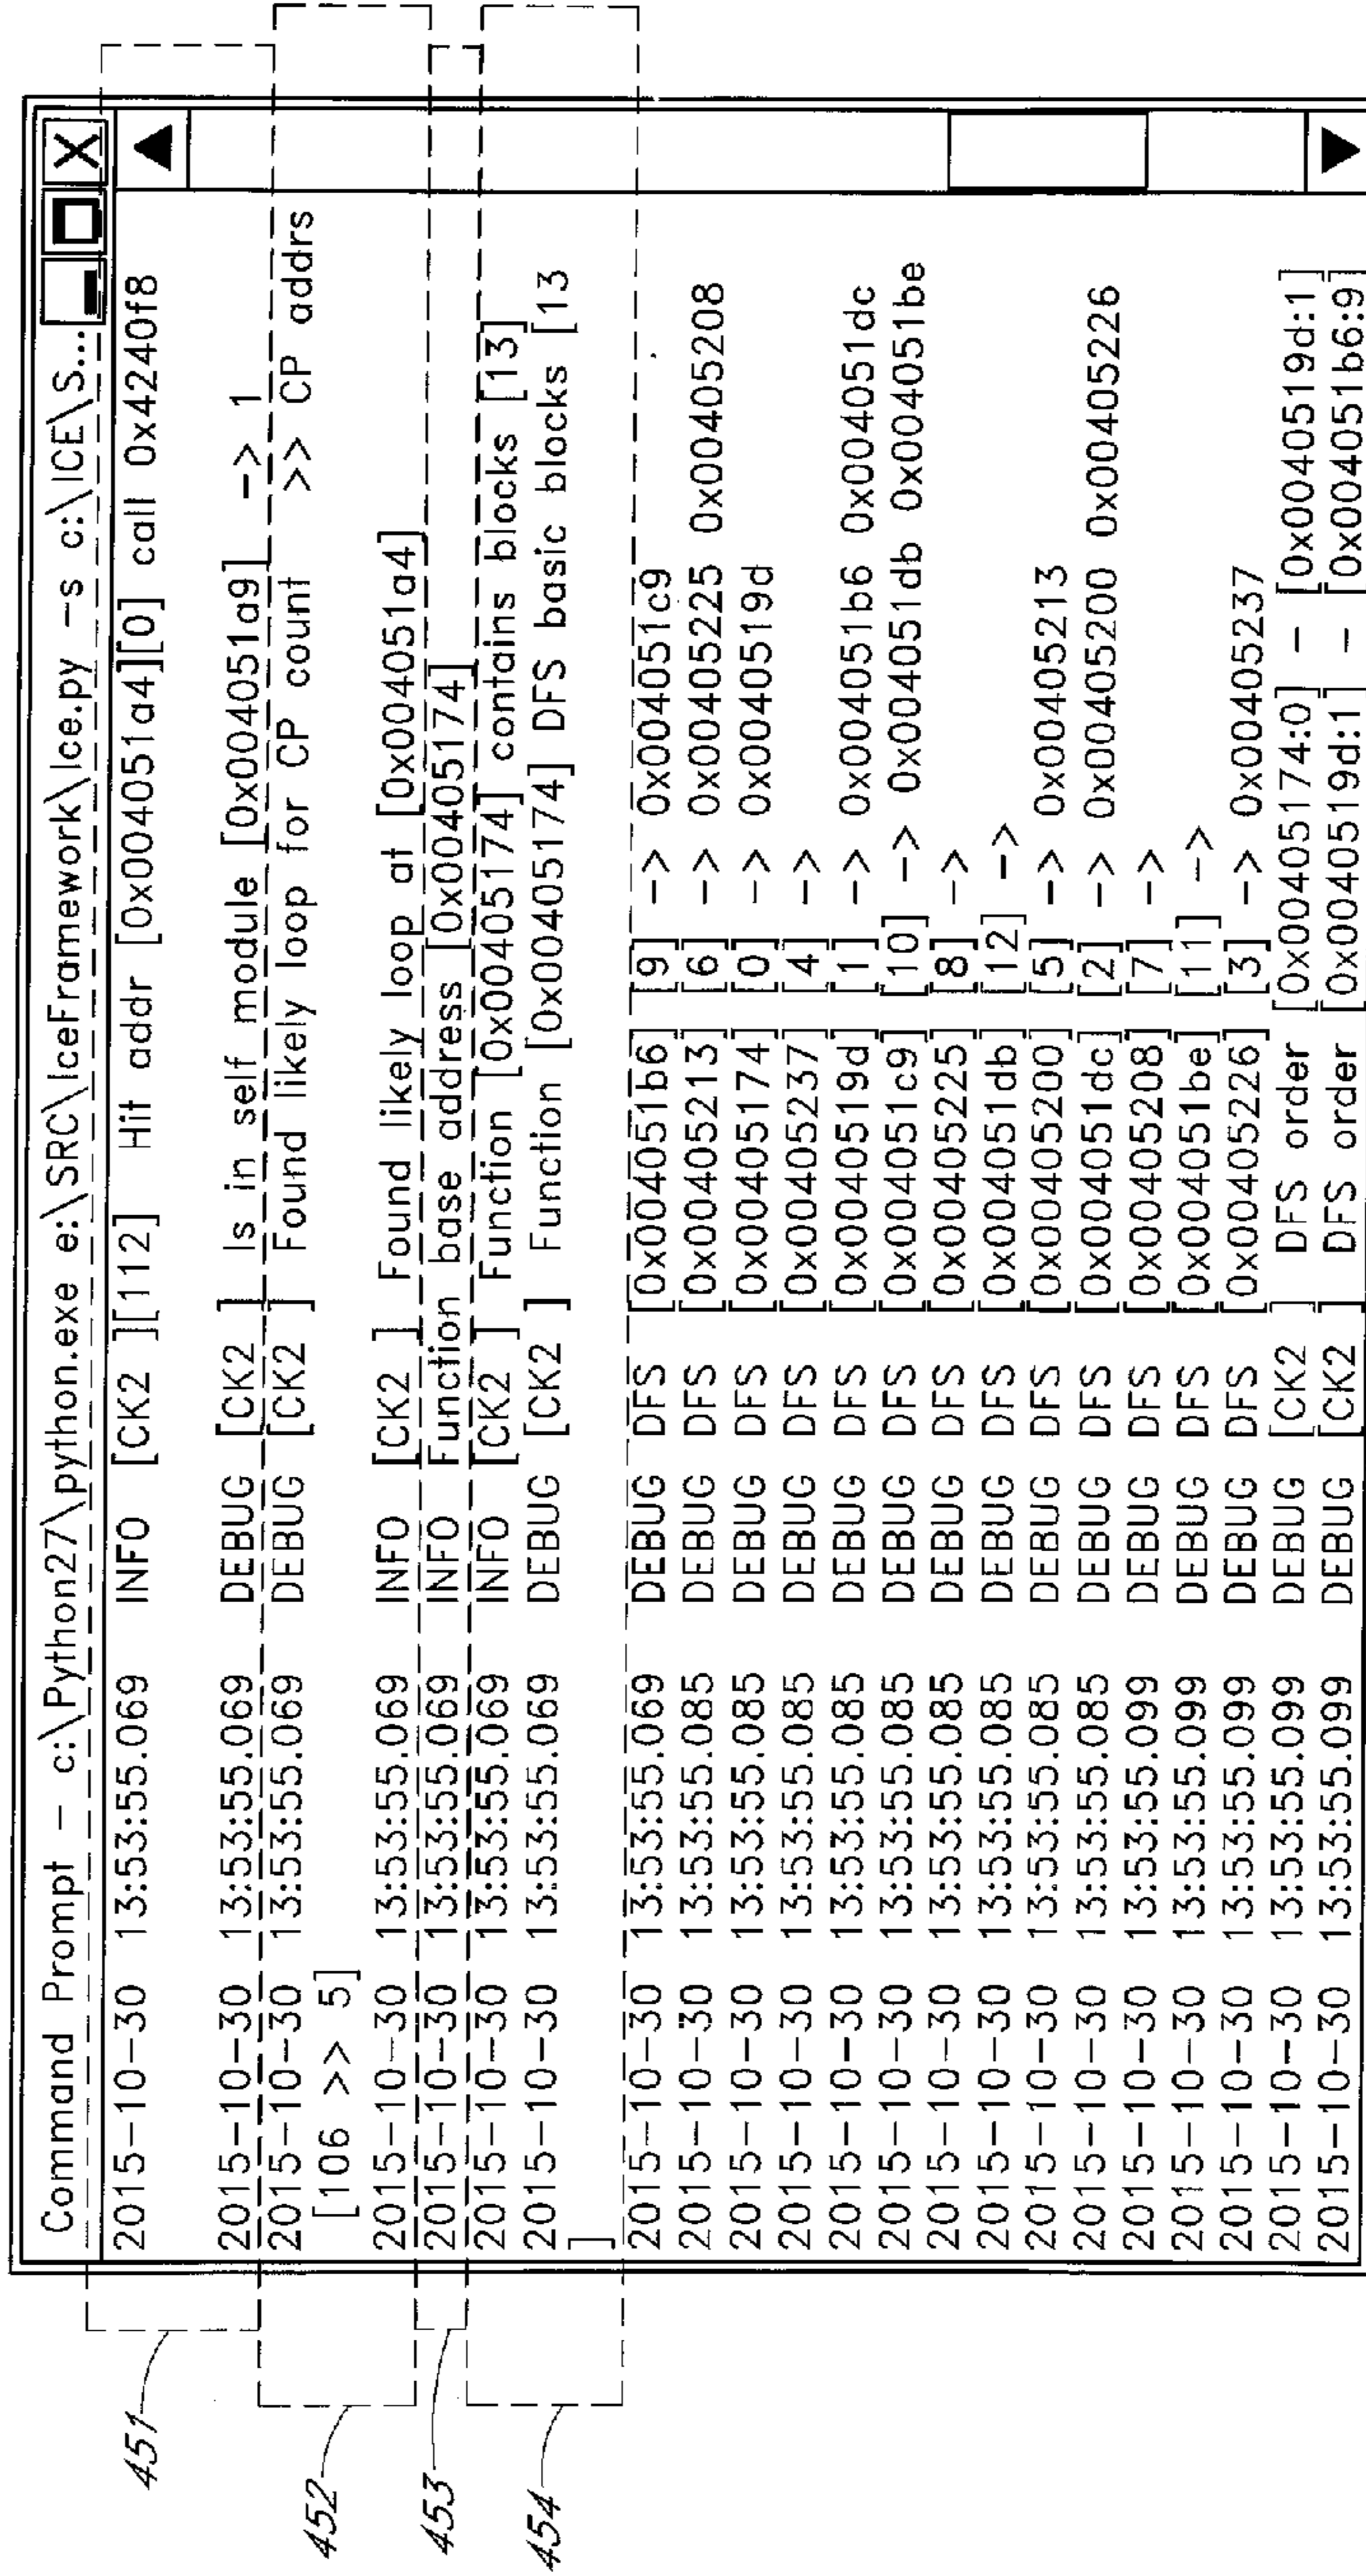 Command Prompt – c:\Python27\python.exe e:\SRC\IceFramework\Ice.py –s c:\ICE\S...
2015–10–30 13:53:55.069 INFO [CK2 ][112] Hit addr [0x004051a4][0] call 0x4240f8
2015–10–30 13:53:55.069 DEBUG [CK2 ] Is in self module [0x004051a9] –> 1
2015–10–30 13:53:55.069 DEBUG [CK2 ] Found likely loop for CP count >> CP addrs
[106 >> 5]
2015–10–30 13:53:55.069 INFO [CK2 ] Found likely loop at [0x004051a4]
2015–10–30 13:53:55.069 INFO Function base address [0x00405174]
2015–10–30 13:53:55.069 INFO [CK2 ] Function [0x00405174] contains blocks [13]
2015–10–30 13:53:55.069 DEBUG [CK2 ] Function [0x00405174] DFS basic blocks [13
]
2015–10–30 13:53:55.069 DEBUG DFS [0x004051b6] [9] –> 0x004051c9
2015–10–30 13:53:55.085 DEBUG DFS [0x00405213] [6] –> 0x00405225 0x00405208
2015–10–30 13:53:55.085 DEBUG DFS [0x00405174] [0] –> 0x0040519d
2015–10–30 13:53:55.085 DEBUG DFS [0x00405237] [4] –>
2015–10–30 13:53:55.085 DEBUG DFS [0x0040519d] [1] –> 0x004051b6 0x004051dc
2015–10–30 13:53:55.085 DEBUG DFS [0x004051c9] [10] –> 0x004051db 0x004051be
2015–10–30 13:53:55.085 DEBUG DFS [0x00405225] [8] –>
2015–10–30 13:53:55.085 DEBUG DFS [0x004051db] [12] –>
2015–10–30 13:53:55.085 DEBUG DFS [0x00405200] [5] –> 0x00405213
2015–10–30 13:53:55.085 DEBUG DFS [0x004051dc] [2] –> 0x00405200 0x00405226
2015–10–30 13:53:55.099 DEBUG DFS [0x00405208] [7] –>
2015–10–30 13:53:55.099 DEBUG DFS [0x004051be] [11] –>
2015–10–30 13:53:55.099 DEBUG DFS [0x00405226] [3] –> 0x00405237
2015–10–30 13:53:55.099 DEBUG [CK2 ] DFS order [0x00405174:0] – [0x0040519d:1]
2015–10–30 13:53:55.099 DEBUG [CK2 ] DFS order [0x0040519d:1] – [0x004051b6:9]
451
452
453
454